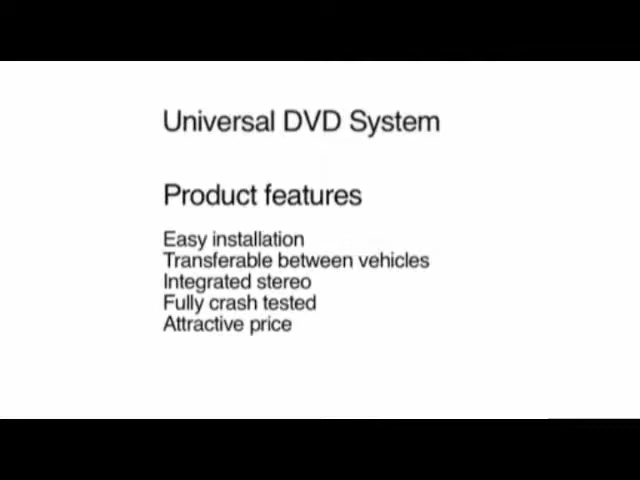 Universal DVD System
Product features
Easy installation
Transferable between vehicles
Integrated stereo
Fully crash tested
Attractive price